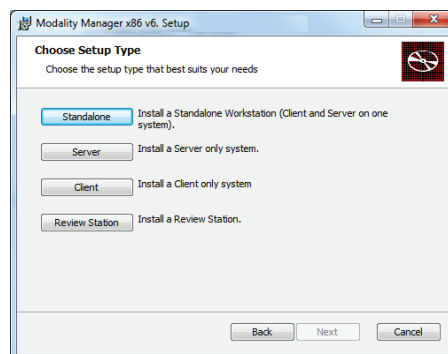 Modality Manager x86 v6. Setup
Choose Setup Type
Choose the setup type that best suits your needs
Standalone Install a Standalone Workstation (Client and Server on one
system).
Server Install a Server only system.
Client Install a Client only system
Review Station Install a Review Station.
Back Next Cancel